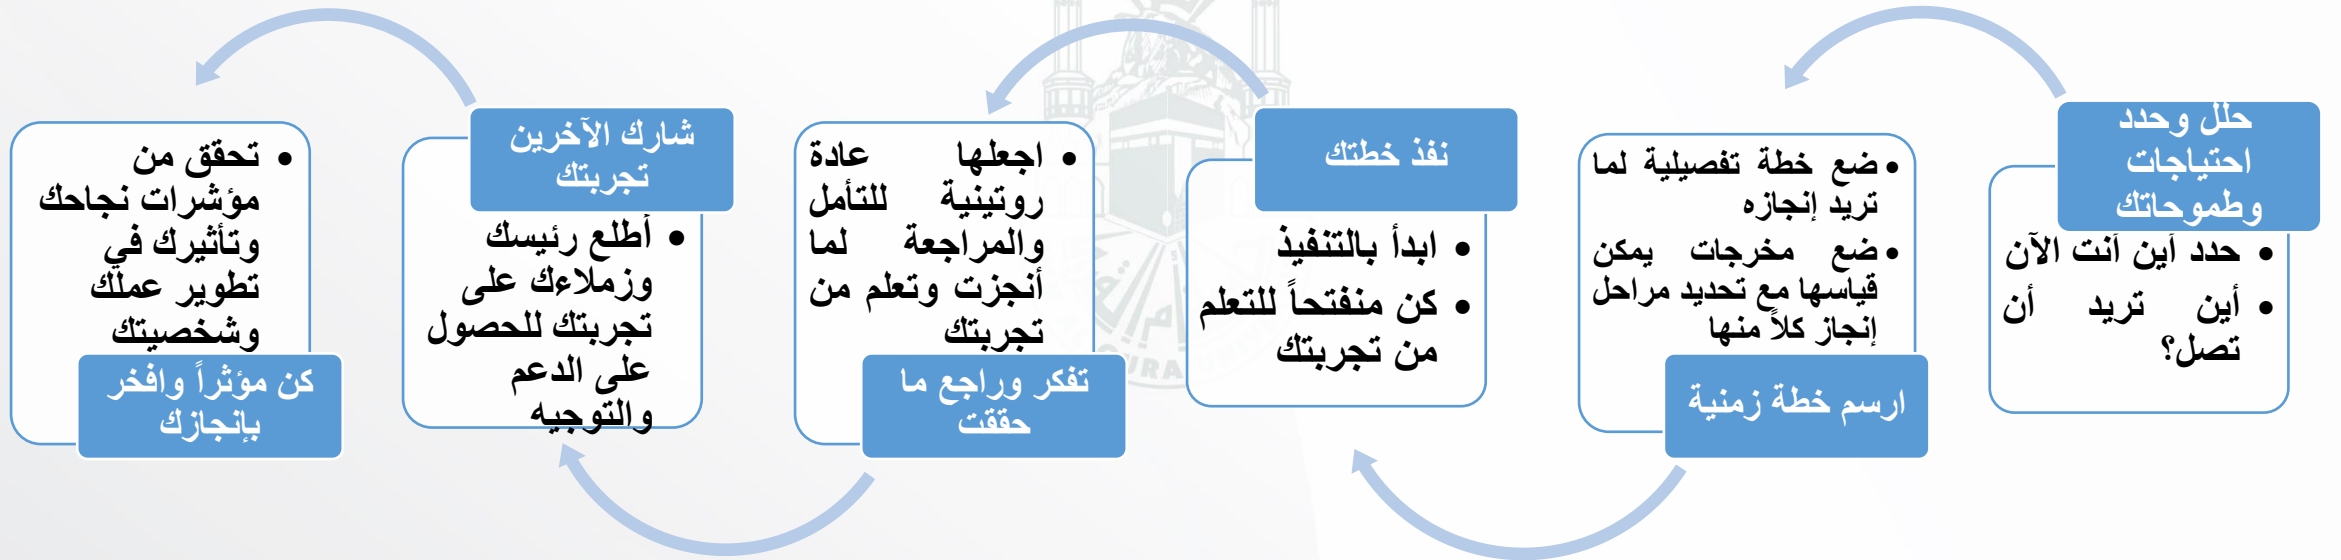 حلل وحدد
احتياجات
وطموحاتك
• حدد أين أنت الآن
• أين تريد أن
تصل؟
• ضع خطة تفصيلية لما
تريد إنجازه
• ضع مخرجات يمكن
قياسها مع تحديد مراحل
إنجاز كلاً منها
ارسم خطة زمنية
نفذ خطتك
• ابدأ بالتنفيذ
• كن منفتحاً للتعلم
من تجربتك
• اجعلها عادة
روتينية للتأمل
والمراجعة لما
أنجزت وتعلم من
تجربتك
تفكر وراجع ما
حققت
شارك الآخرين
تجربتك
• أطلع رئيسك
وزملاءك على
تجربتك للحصول
على الدعم
والتوجيه
• تحقق من
مؤشرات نجاحك
وتأثيرك في
تطوير عملك
وشخصيتك
كن مؤثراً وافخر
بإنجازك